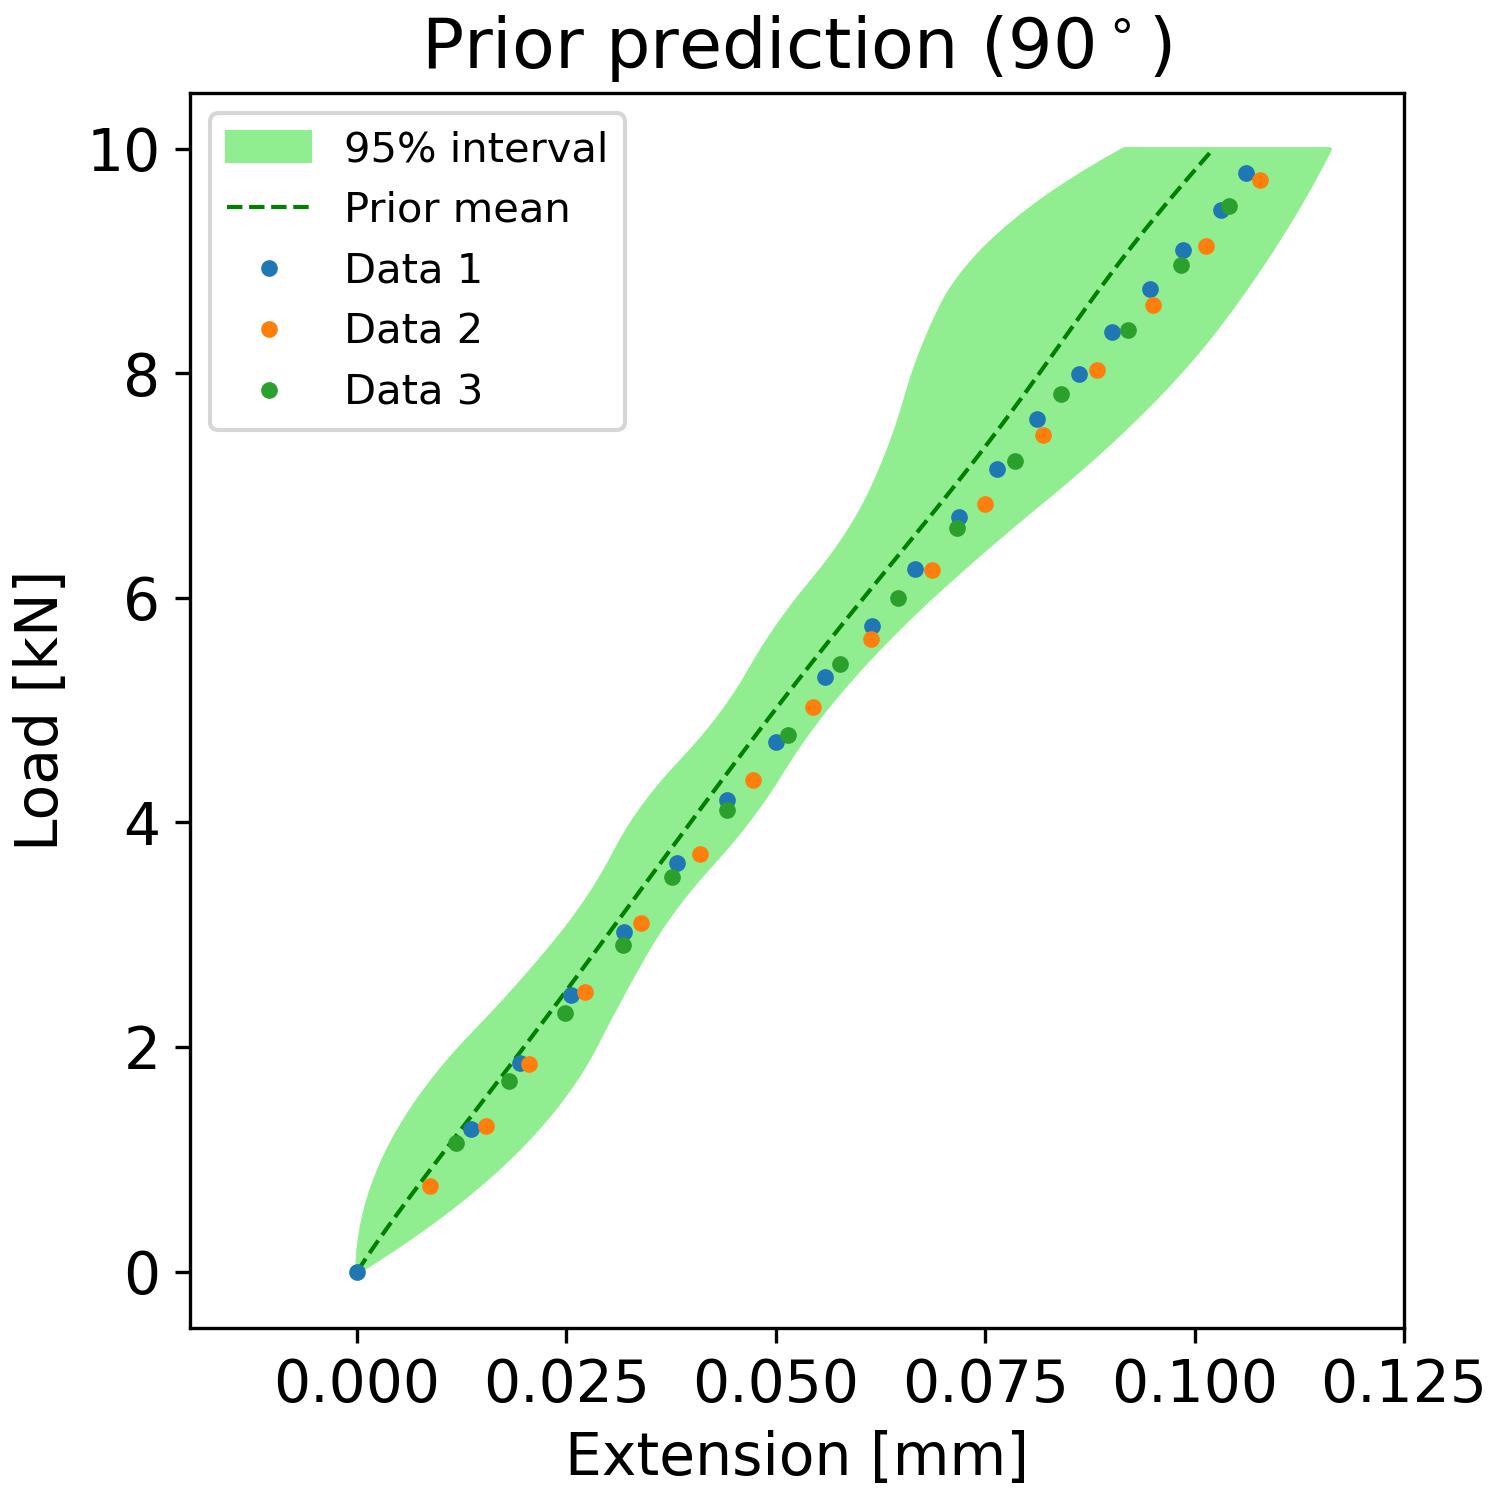 Prior prediction (90°)
95% interval
Prior mean
Data 1
Data 2
Data 3
10
8
6
4
2
0
Load [kN]
0.000 0.025 0.050 0.075 0.100 0.125
Extension [mm]